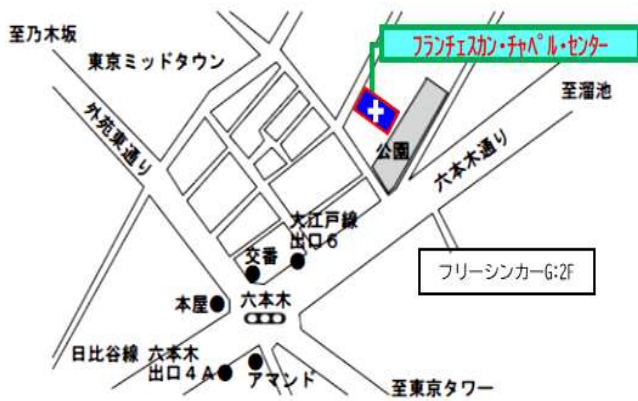 至乃木坂
東京ミッドタウン
フランチェスカン・チャペル・センター
至溜池
外苑東通り
公園
六本木通り
大江戸線
出口6
交番
フリーシンカーG:2F
本屋
六本木
日比谷線 六本木
出口4A
アマンド
至東京タワー